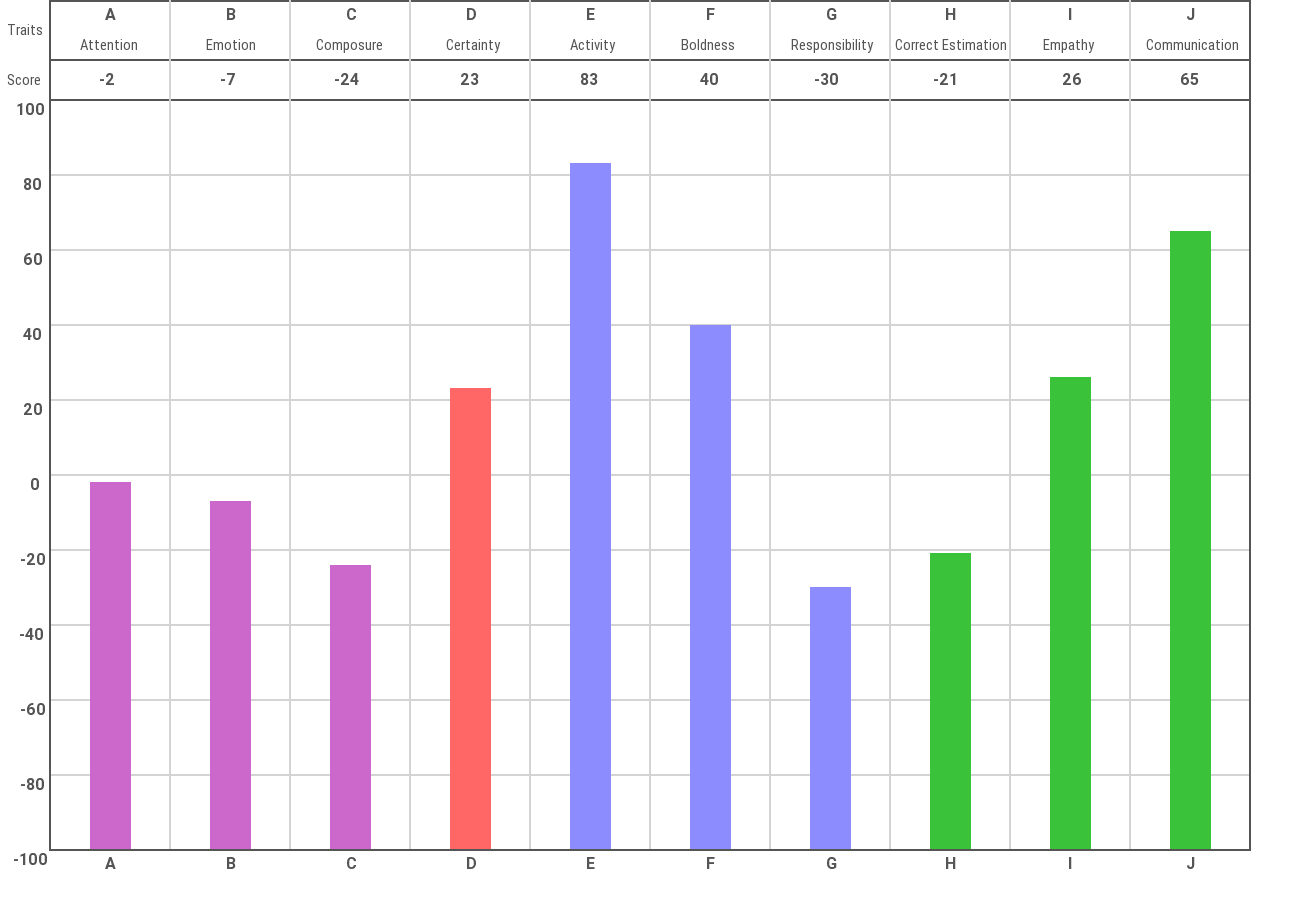 A B C D E F G H I J
Traits
Attention Emotion Composure Certainty Activity Boldness Responsibility Correct Estimation Empathy Communication
Score -2 -7 -24 23 83 40 -30 -21 26 65
100
80
60
40
20
0
-20
-40
-60
-80
-100
A B C D E F G H I J